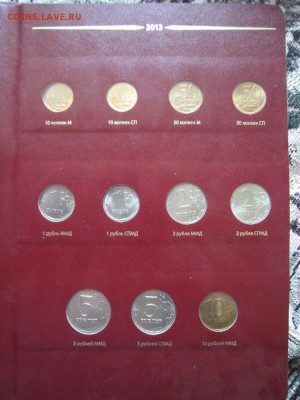 COINS.LAVE.RU
2013
10 копеек М 10 копеек СП 50 копеек М 50 копеек СП
1 рубль ММД 1 рубль СПМД 2 рубля ММД 2 рубля СПМД
5 рублей ММД 5 рублей СПМД 10 рублей ММД